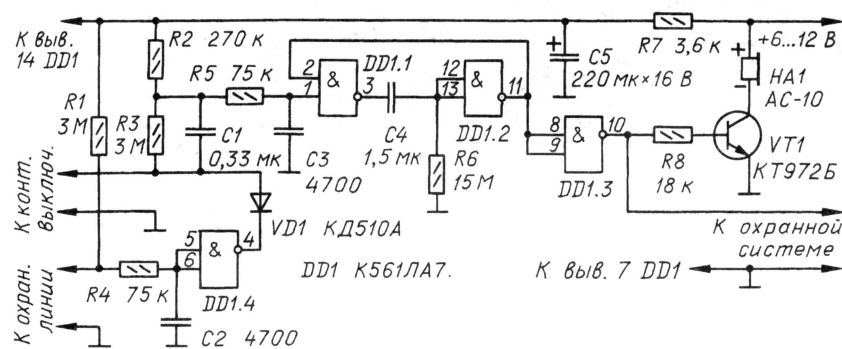 К выв.
14 DD1
R2 270 к
R5 75 к
R1
3 М
R3
3 М
C1
0,33 мк
C3
4700
2
1
&
DD1.1
3
C4
1,5 мк
12
13
&
11
DD1.2
R6
15 М
+
C5
220 мк×16 В
R7 3,6 к
+6...12 В
+
−
HA1
АС-10
8
9
&
10
DD1.3
R8
18 к
VT1
КТ972Б
К конт.
выключ.
VD1 КД510А
К охранной
системе
5
6
&
4
DD1.4
DD1 К561ЛА7.
К выв. 7 DD1
К охран.
линии
R4 75 к
C2 4700